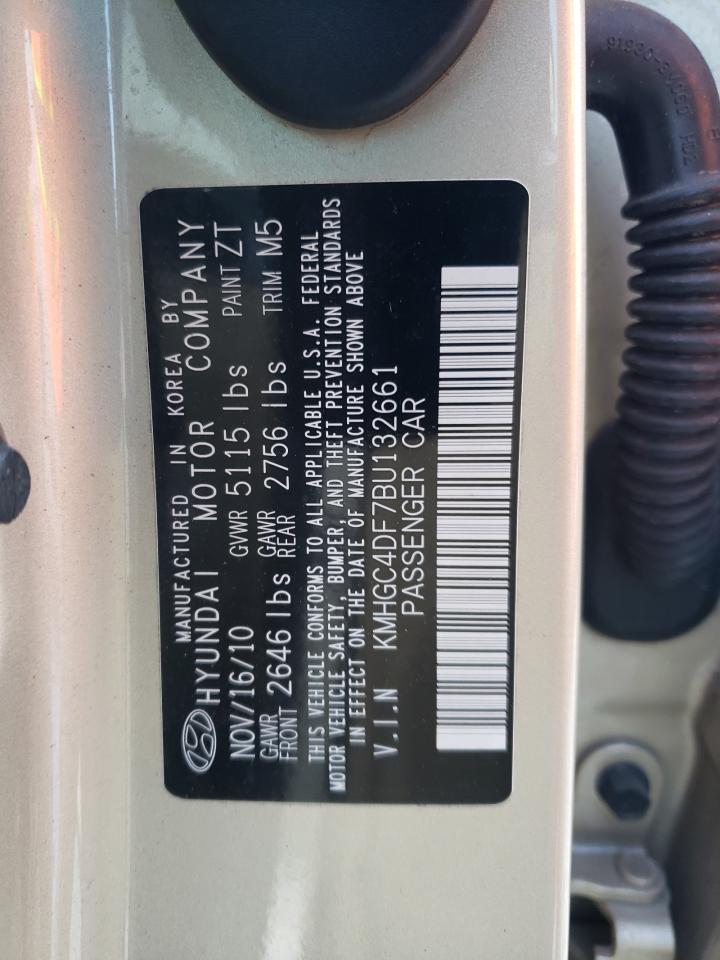 MANUFACTURED IN KOREA BY
HYUNDAI MOTOR COMPANY
NOV/16/10 GVWR 5115 lbs PAINT ZT
GAWR FRONT 2646 lbs GAWR REAR 2756 lbs TRIM M5
THIS VEHICLE CONFORMS TO ALL APPLICABLE U.S.A. FEDERAL
MOTOR VEHICLE SAFETY, BUMPER, AND THEFT PREVENTION STANDARDS
IN EFFECT ON THE DATE OF MANUFACTURE SHOWN ABOVE
V.I.N KMHGC4DF7BU132661
PASSENGER CAR